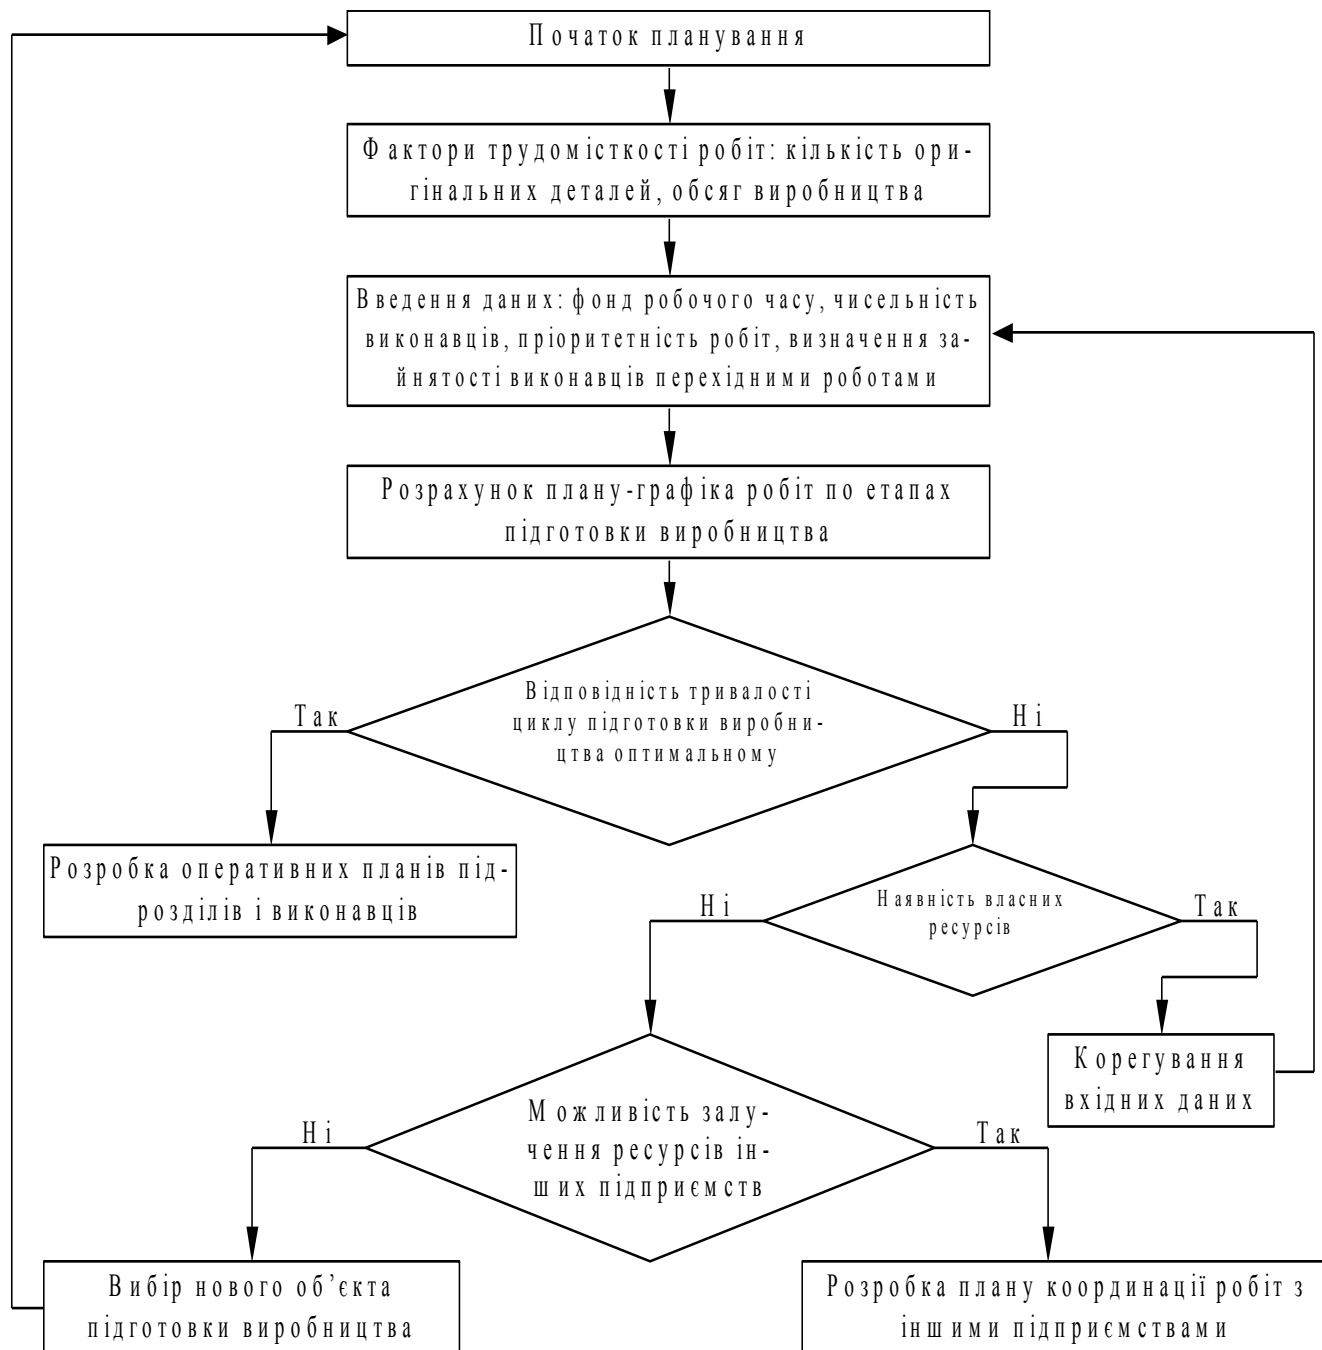 Початок планування
Фактори трудомісткості робіт: кількість ори-
гінальних деталей, обсяг виробництва
Введення даних: фонд робочого часу, чисельність
виконавців, пріоритетність робіт, визначення за-
йнятості виконавців перехідними роботами
Розрахунок плану-графіка робіт по етапах
підготовки виробництва
Відповідність тривалості
циклу підготовки виробни-
цтва оптимальному
Так
Ні
Розробка оперативних планів під-
розділів і виконавців
Наявність власних
ресурсів
Ні
Так
Корегування
вхідних даних
Можливість залу-
чення ресурсів ін-
ших підприємств
Ні
Так
Вибір нового об’єкта
підготовки виробництва
Розробка плану координації робіт з
іншими підприємствами